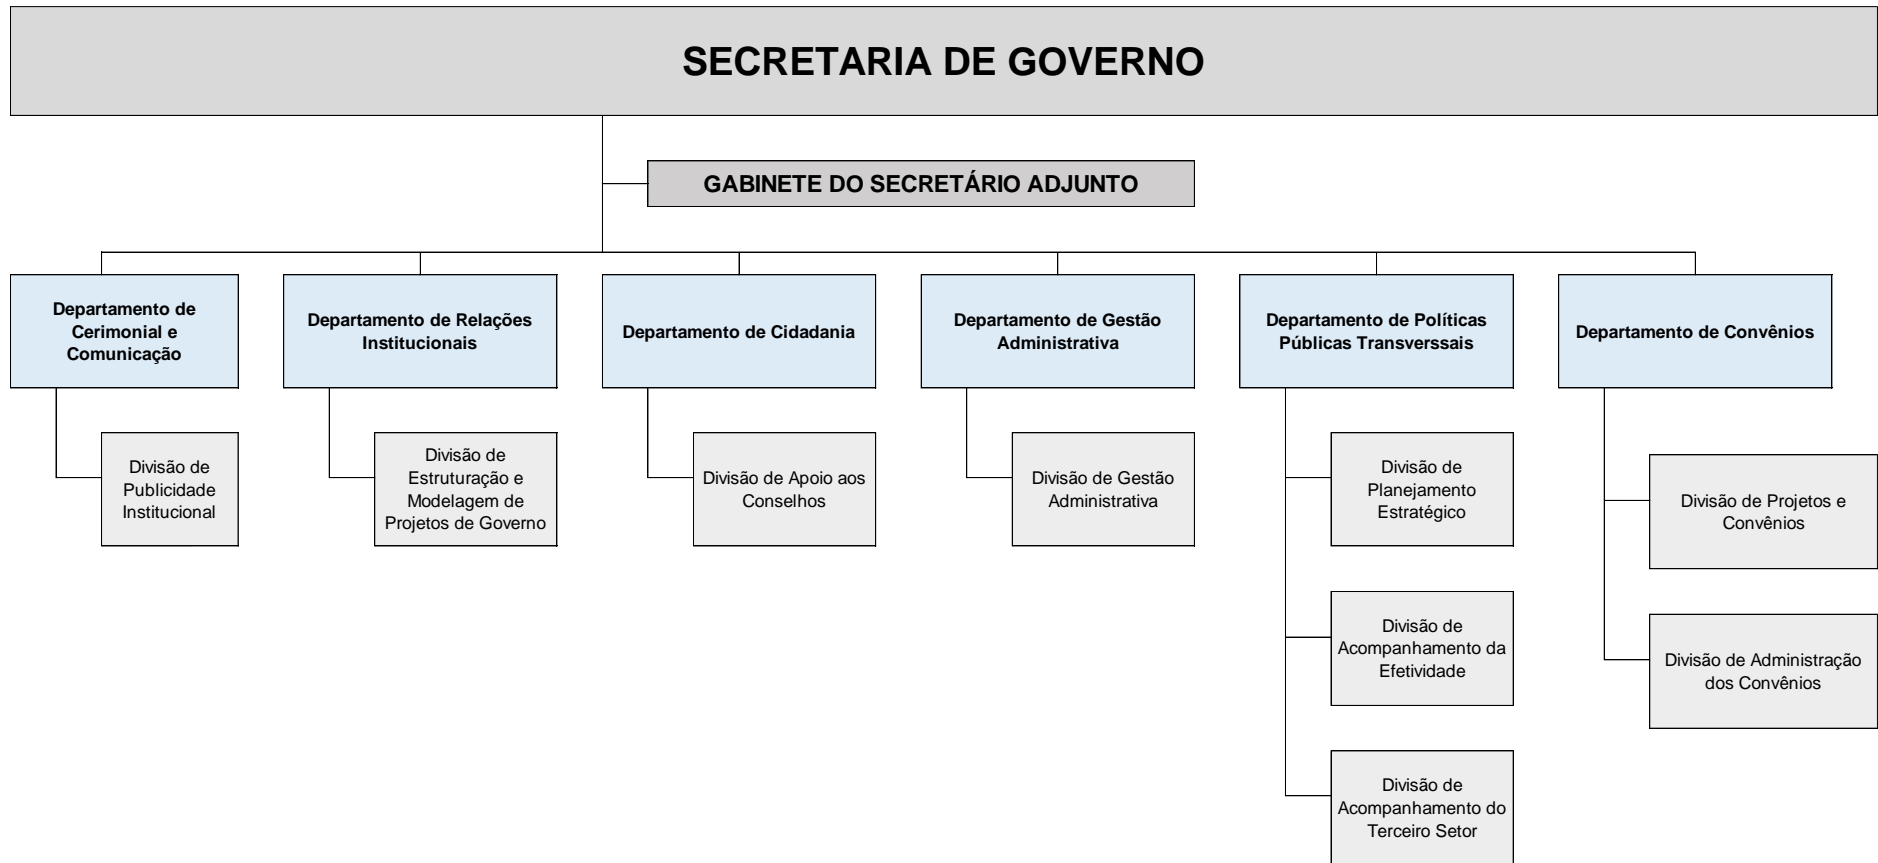 SECRETARIA DE GOVERNO
GABINETE DO SECRETÁRIO ADJUNTO
Departamento de
Cerimonial e
Comunicação
Departamento de Relações
Institucionais
Departamento de Cidadania
Departamento de Gestão
Administrativa
Departamento de Políticas
Públicas Transverssais
Departamento de Convênios
Divisão de
Publicidade
Institucional
Divisão de
Estruturação e
Modelagem de
Projetos de Governo
Divisão de Apoio aos
Conselhos
Divisão de Gestão
Administrativa
Divisão de
Planejamento
Estratégico
Divisão de Projetos e
Convênios
Divisão de
Acompanhamento da
Efetividade
Divisão de Administração
dos Convênios
Divisão de
Acompanhamento do
Terceiro Setor